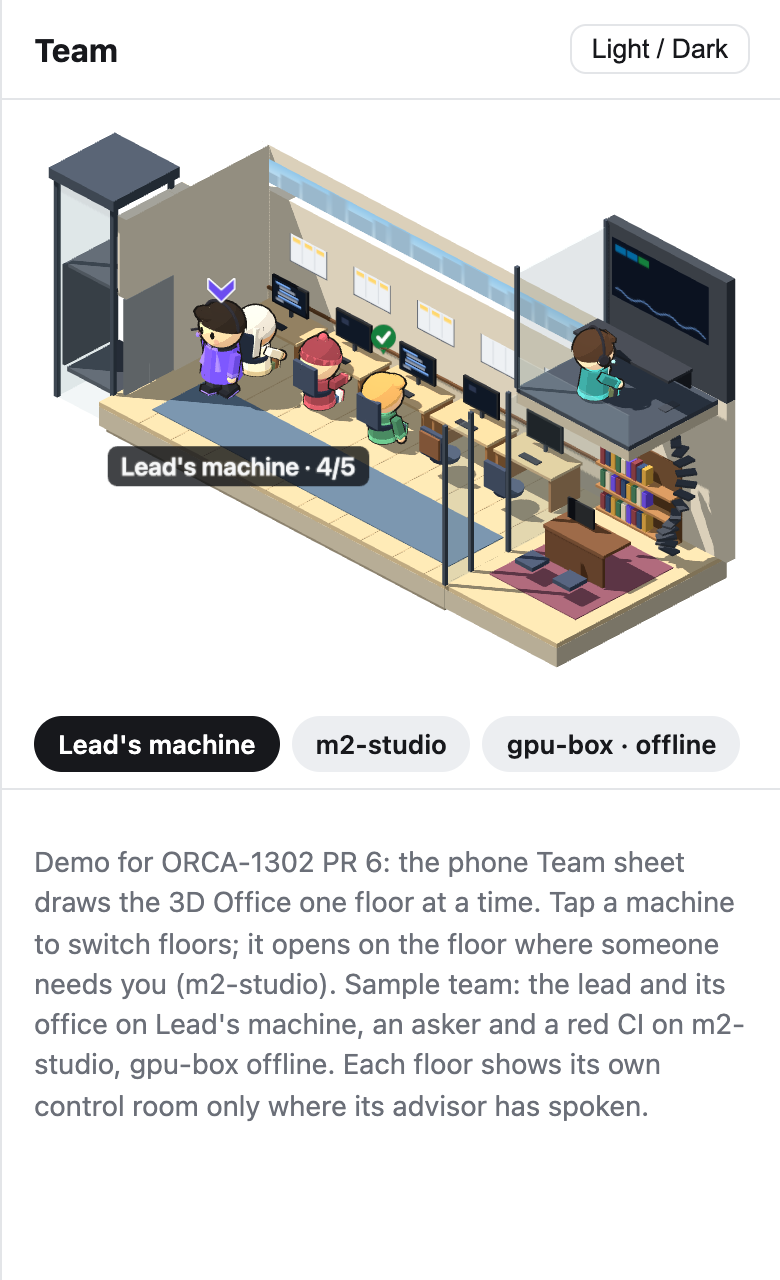 Team
Light / Dark
Lead's machine · 4/5
Lead's machine
m2-studio
gpu-box · offline
Demo for ORCA-1302 PR 6: the phone Team sheet
draws the 3D Office one floor at a time. Tap a machine
to switch floors; it opens on the floor where someone
needs you (m2-studio). Sample team: the lead and its
office on Lead's machine, an asker and a red CI on m2-
studio, gpu-box offline. Each floor shows its own
control room only where its advisor has spoken.